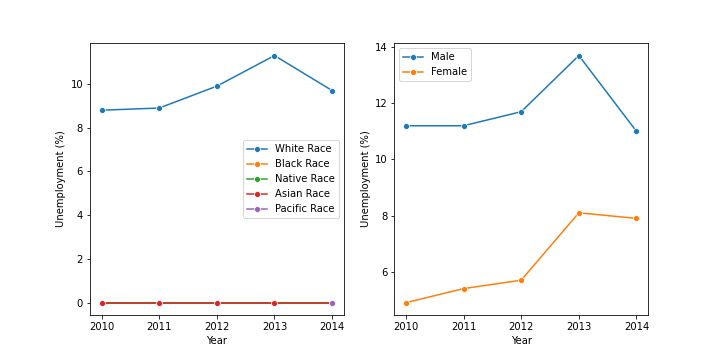 Unemployment (%)
10
8
6
4
2
0
2010 2011 2012 2013 2014
Year
White Race
Black Race
Native Race
Asian Race
Pacific Race
Unemployment (%)
14
12
10
8
6
2010 2011 2012 2013 2014
Year
Male
Female